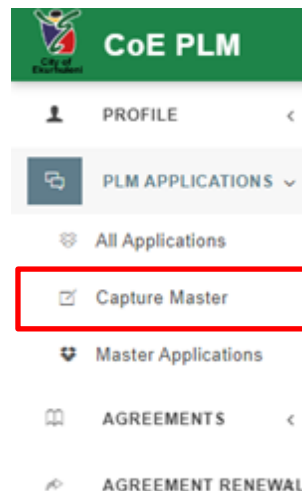 City of
Ekurhuleni
CoE PLM
PROFILE
PLM APPLICATIONS
All Applications
Capture Master
Master Applications
AGREEMENTS
AGREEMENT RENEWAL